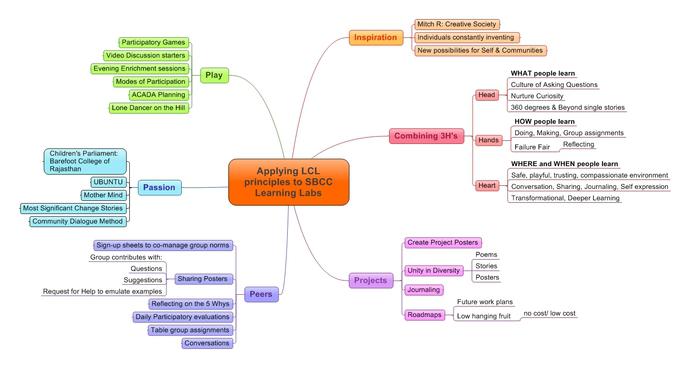 Applying LCL
principles to SBCC
Learning Labs
Inspiration
Mitch R: Creative Society
Individuals constantly inventing
New possibilities for Self & Communities
Combining 3H's
Head
WHAT people learn
Culture of Asking Questions
Nurture Curiosity
360 degrees & Beyond single stories
Hands
HOW people learn
Doing, Making, Group assignments
Failure Fair
Reflecting
Heart
WHERE and WHEN people learn
Safe, playful, trusting, compassionate environment
Conversation, Sharing, Journaling, Self expression
Transformational, Deeper Learning
Projects
Create Project Posters
Unity in Diversity
Poems
Stories
Posters
Journaling
Roadmaps
Future work plans
Low hanging fruit
no cost/ low cost
Play
Participatory Games
Video Discussion starters
Evening Enrichment sessions
Modes of Participation
ACADA Planning
Lone Dancer on the Hill
Passion
Children's Parliament:
Barefoot College of
Rajasthan
UBUNTU
Mother Mind
Most Significant Change Stories
Community Dialogue Method
Peers
Sign-up sheets to co-manage group norms
Sharing Posters
Group contributes with:
Questions
Suggestions
Request for Help to emulate examples
Reflecting on the 5 Whys
Daily Participatory evaluations
Table group assignments
Conversations